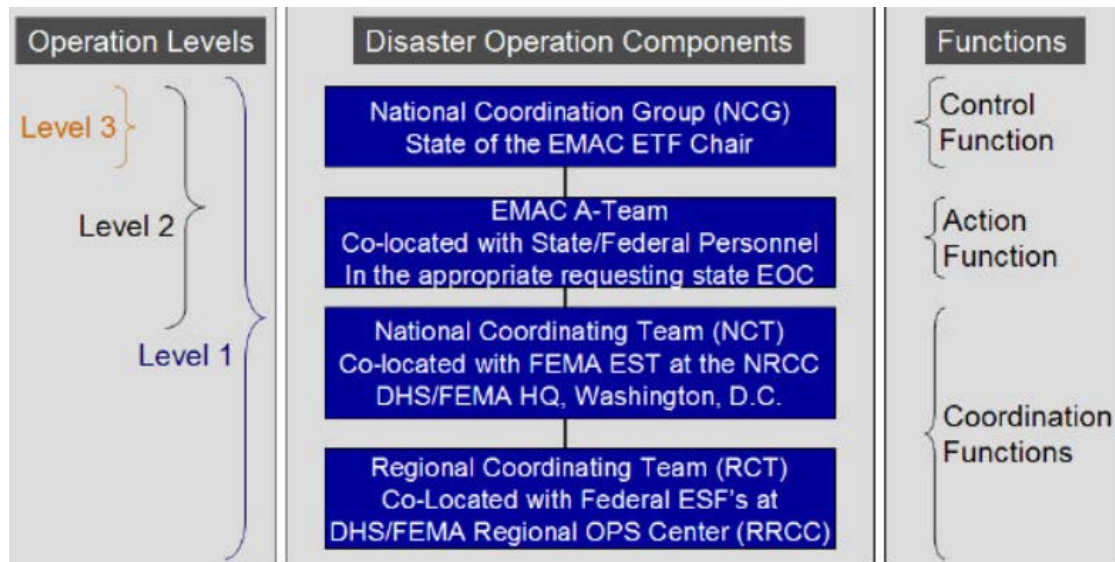 Operation Levels
Disaster Operation Components
Functions
Level 3
Level 2
Level 1
National Coordination Group (NCG)
State of the EMAC ETF Chair
EMAC A-Team
Co-located with State/Federal Personnel
In the appropriate requesting state EOC
National Coordinating Team (NCT)
Co-located with FEMA EST at the NRCC
DHS/FEMA HQ, Washington, D.C.
Regional Coordinating Team (RCT)
Co-Located with Federal ESF's at
DHS/FEMA Regional OPS Center (RRCC)
Control
Function
Action
Function
Coordination
Functions